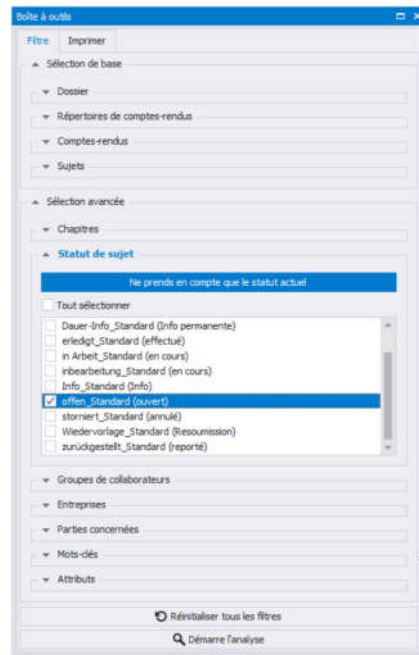 Boîte à outils
Filtre Imprimer
Sélection de base
Dossier
Répertoires de comptes-rendus
Comptes-rendus
Sujets
Sélection avancée
Chapitres
Statut de sujet
Ne prends en compte que le statut actuel
Tout sélectionner
Dauer-Info_Standard (Info permanente)
erledigt_Standard (effectué)
in Arbeit_Standard (en cours)
inbearbeitung_Standard (en cours)
Info_Standard (Info)
offen_Standard (ouvert)
storniert_Standard (annulé)
Wiedervorlage_Standard (Resoumission)
zurückgestellt_Standard (reporté)
Groupes de collaborateurs
Entreprises
Parties concernées
Mots-clés
Attributs
Réinitialiser tous les filtres
Démarre l'analyse